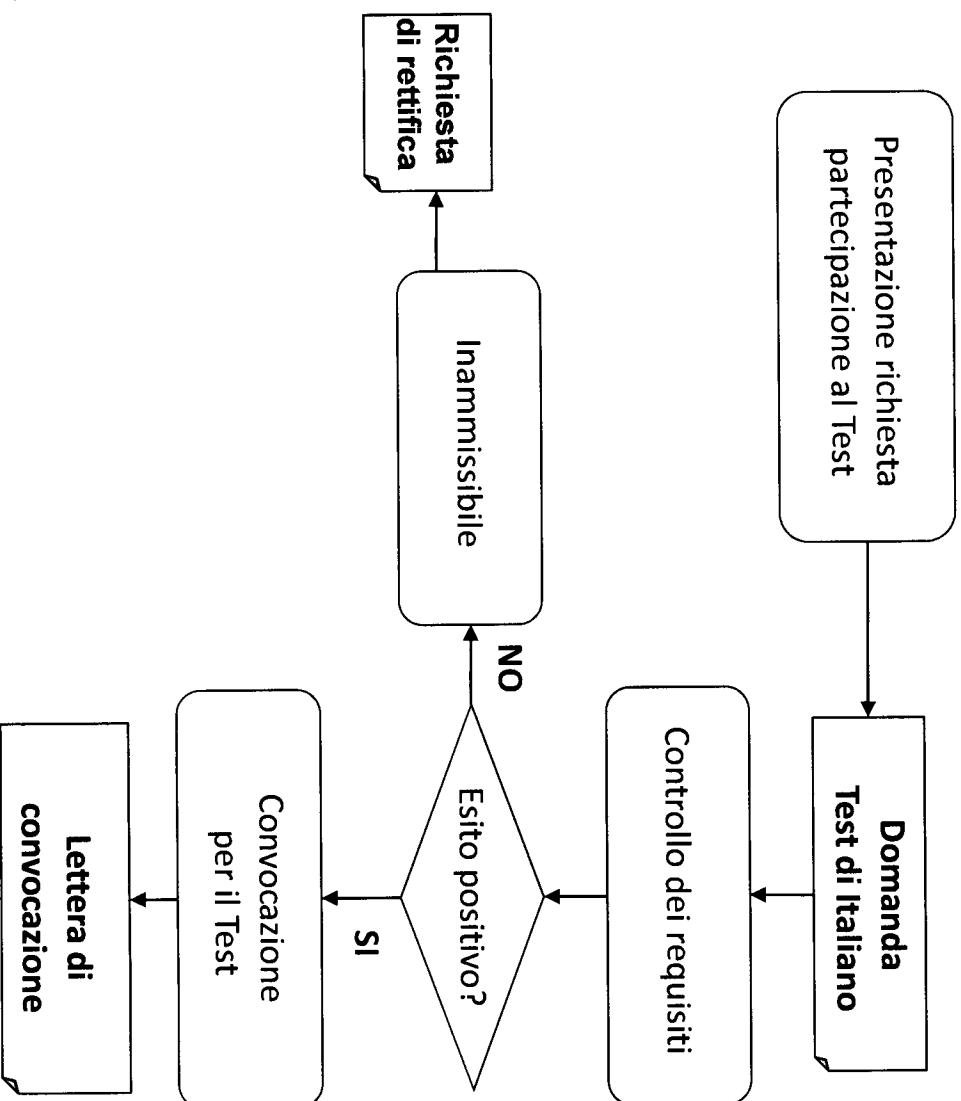 Presentazione richiesta
partecipazione al Test
Domanda
Test di Italiano
Controllo dei requisiti
Esito positivo?
NO
Inammissibile
Richiesta
di rettifica
SI
Convocazione
per il Test
Lettera di
convocazione